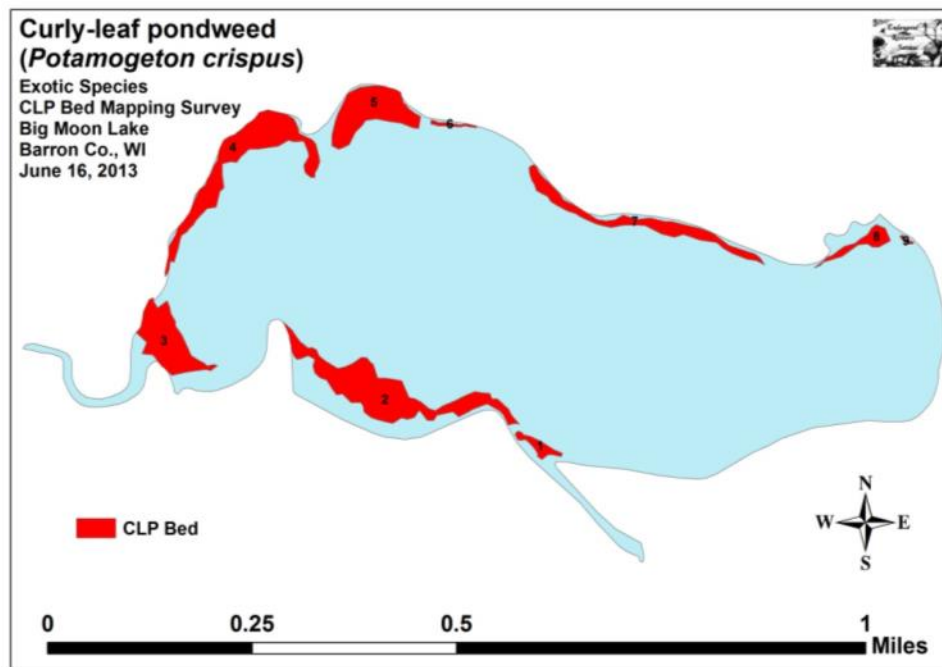 Curly-leaf pondweed
(Potamogeton crispus)
Exotic Species
CLP Bed Mapping Survey
Big Moon Lake
Barron Co., WI
June 16, 2013
5
6
4
7
8
9
3
2
1
CLP Bed
N
W
E
S
0
0.25
0.5
1
Miles